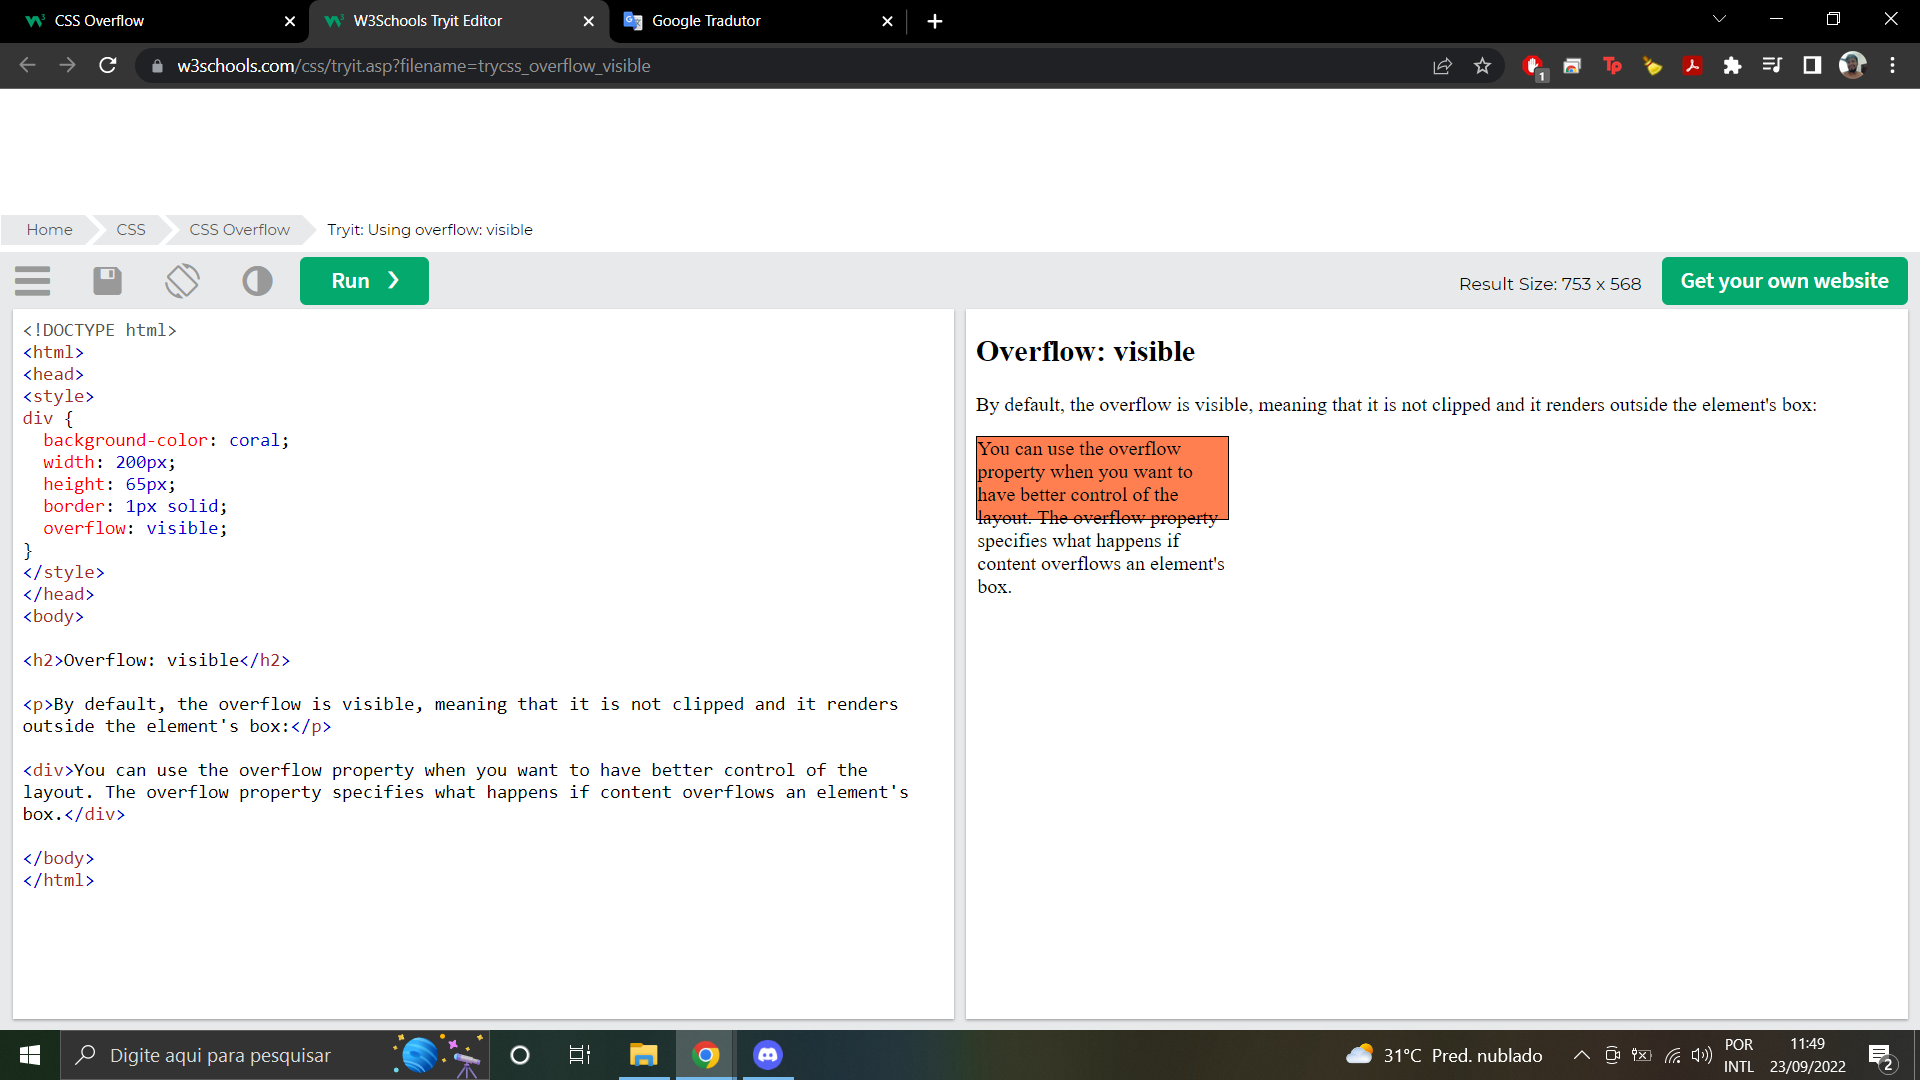 CSS Overflow
W3Schools Tryit Editor
Google Tradutor
w3schools.com/css/tryit.asp?filename=trycss_overflow_visible
1
Home
CSS
CSS Overflow
Tryit: Using overflow: visible
Run ❯
Result Size: 753 x 568
Get your own website
<!DOCTYPE html>
<html>
<head>
<style>
div {
  background-color: coral;
  width: 200px;
  height: 65px;
  border: 1px solid;
  overflow: visible;
}
</style>
</head>
<body>
<h2>Overflow: visible</h2>
<p>By default, the overflow is visible, meaning that it is not clipped and it renders
outside the element's box:</p>
<div>You can use the overflow property when you want to have better control of the
layout. The overflow property specifies what happens if content overflows an element's
box.</div>
</body>
</html>
Overflow: visible
By default, the overflow is visible, meaning that it is not clipped and it renders outside the element's box:
You can use the overflow
property when you want to
have better control of the
layout. The overflow property
specifies what happens if
content overflows an element's
box.
Digite aqui para pesquisar
31°C Pred. nublado
POR
INTL
11:49
23/09/2022
2